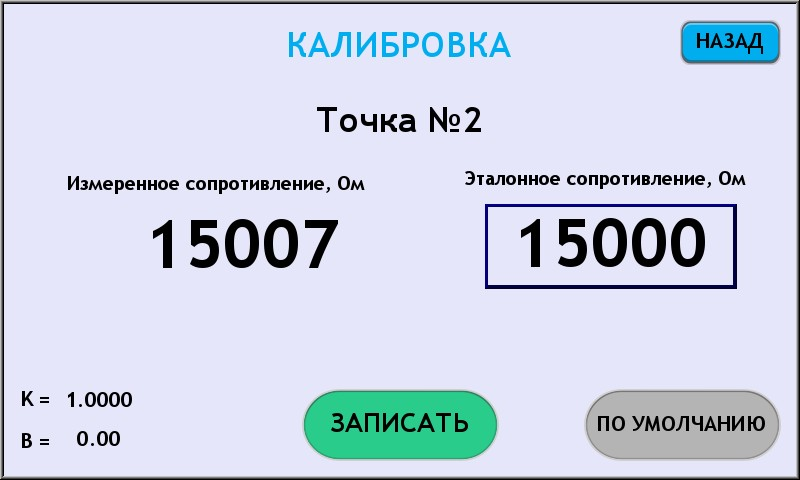 КАЛИБРОВКА
НАЗАД
Точка №2
Измеренное сопротивление, Ом
Эталонное сопротивление, Ом
15007
15000
K = 1.0000
B = 0.00
ЗАПИСАТЬ
ПО УМОЛЧАНИЮ